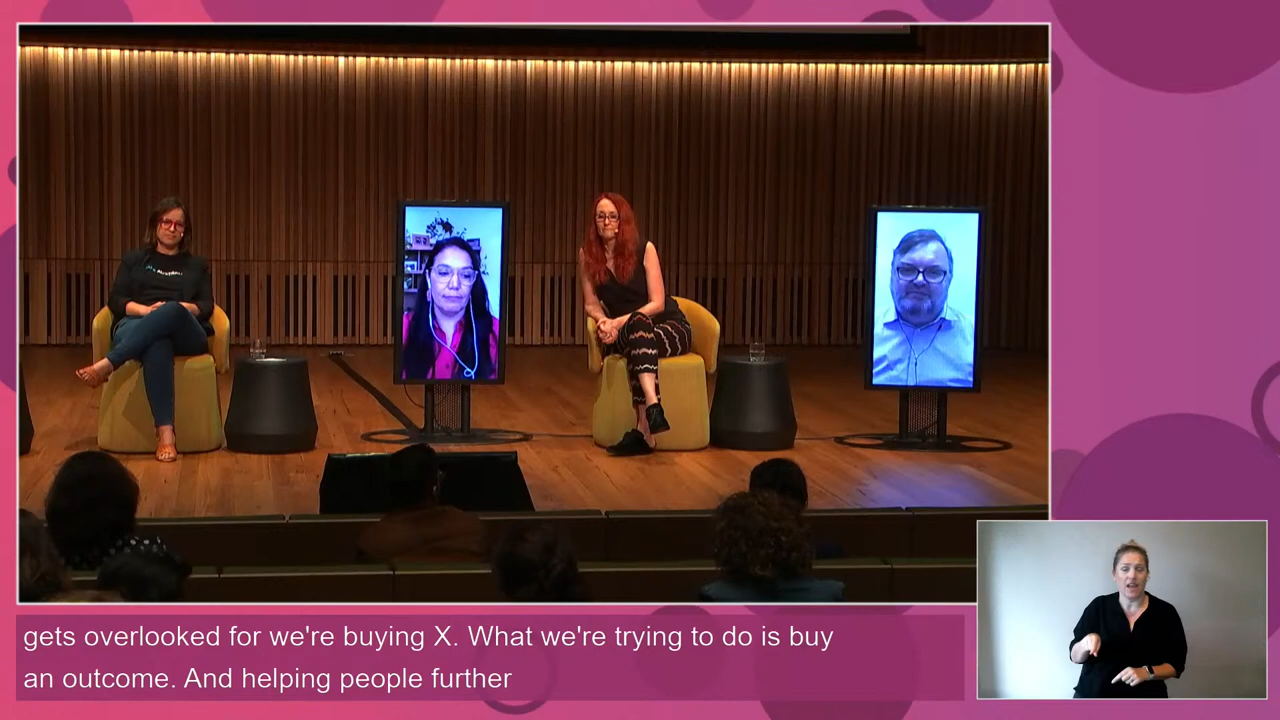 gets overlooked for we're buying X. What we're trying to do is buy
an outcome. And helping people further